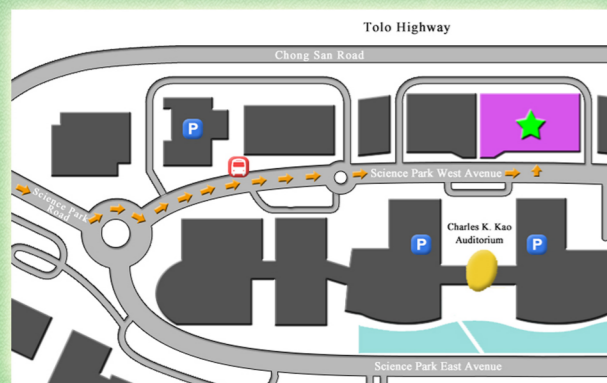 Tolo Highway
Chong San Road
P
Science Park West Avenue
Science Park
Road
Charles K. Kao
Auditorium
P
P
Science Park East Avenue